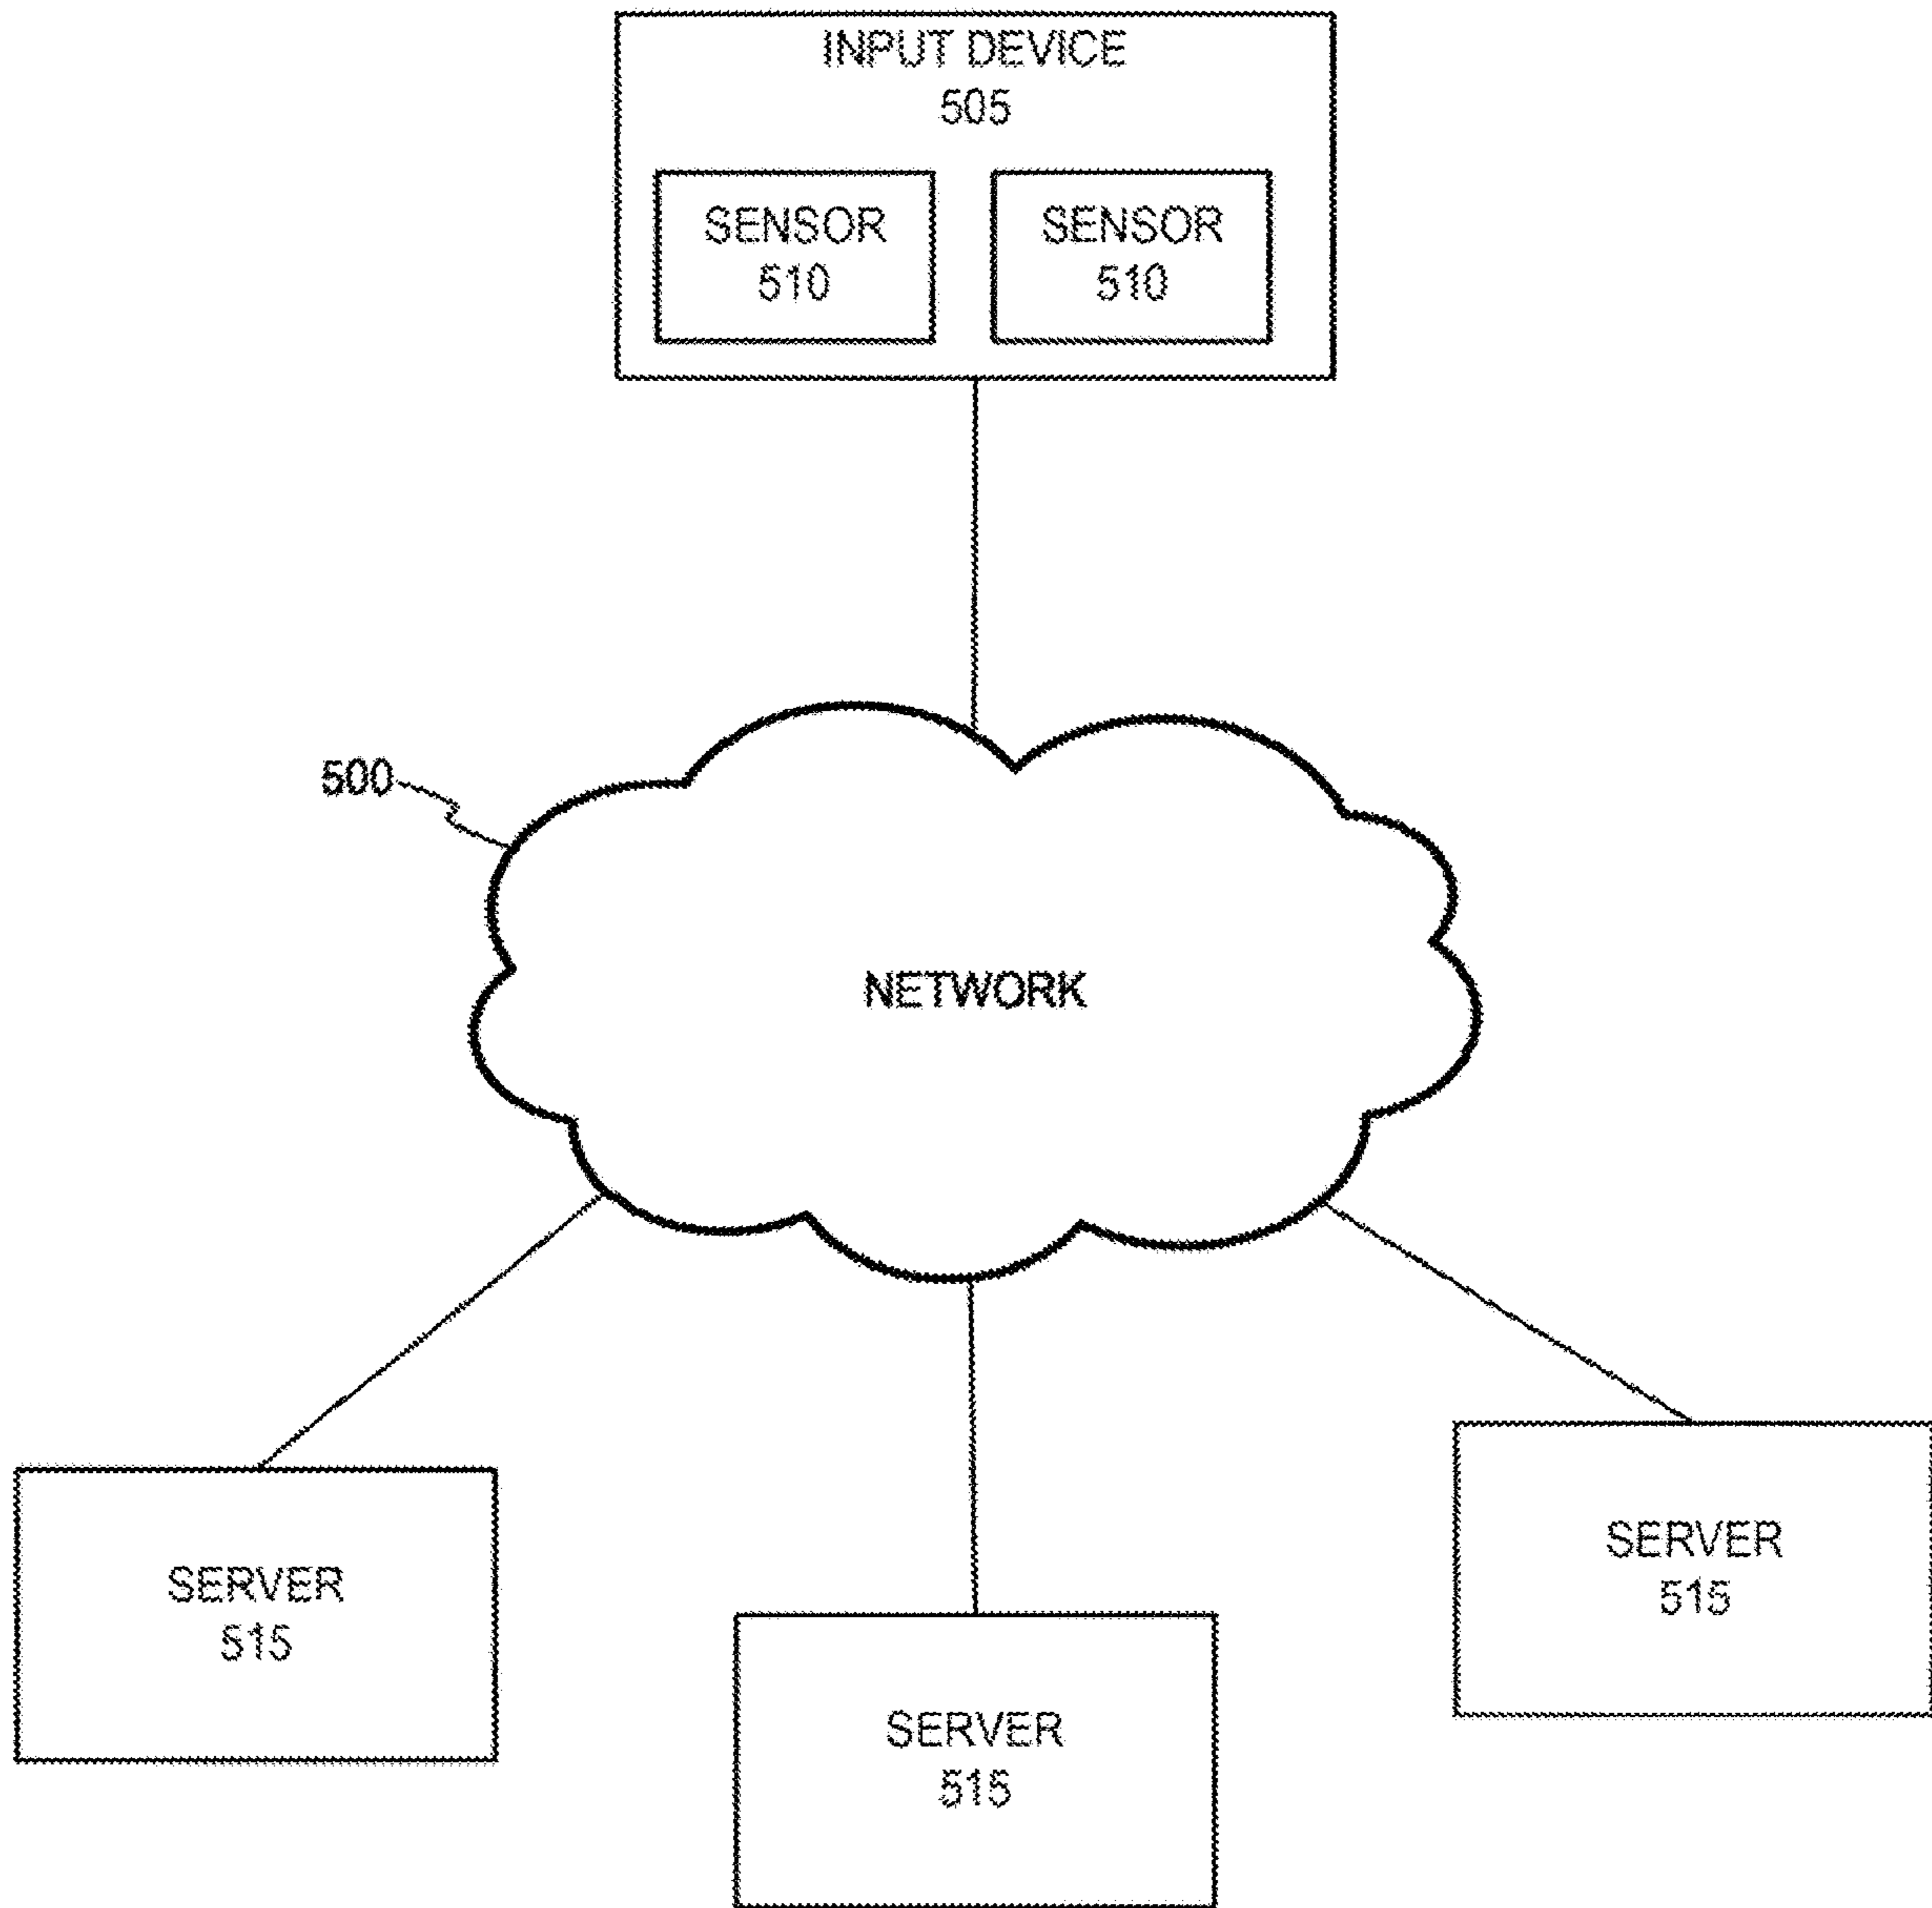 INPUT DEVICE
505
SENSOR
510
SENSOR
510
500
NETWORK
SERVER
515
SERVER
515
SERVER
515